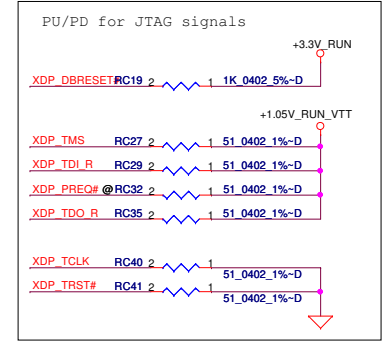 PU/PD for JTAG signals
+3.3V_RUN
XDP_DBRESET# RC19 2 1 1K_0402_5%~D
+1.05V_RUN_VTT
XDP_TMS RC27 2 1 51_0402_1%~D
XDP_TDI_R RC29 2 1 51_0402_1%~D
XDP_PREQ# @ RC32 2 1 51_0402_1%~D
XDP_TDO_R RC35 2 1 51_0402_1%~D
XDP_TCLK RC40 2 1 51_0402_1%~D
XDP_TRST# RC41 2 1 51_0402_1%~D